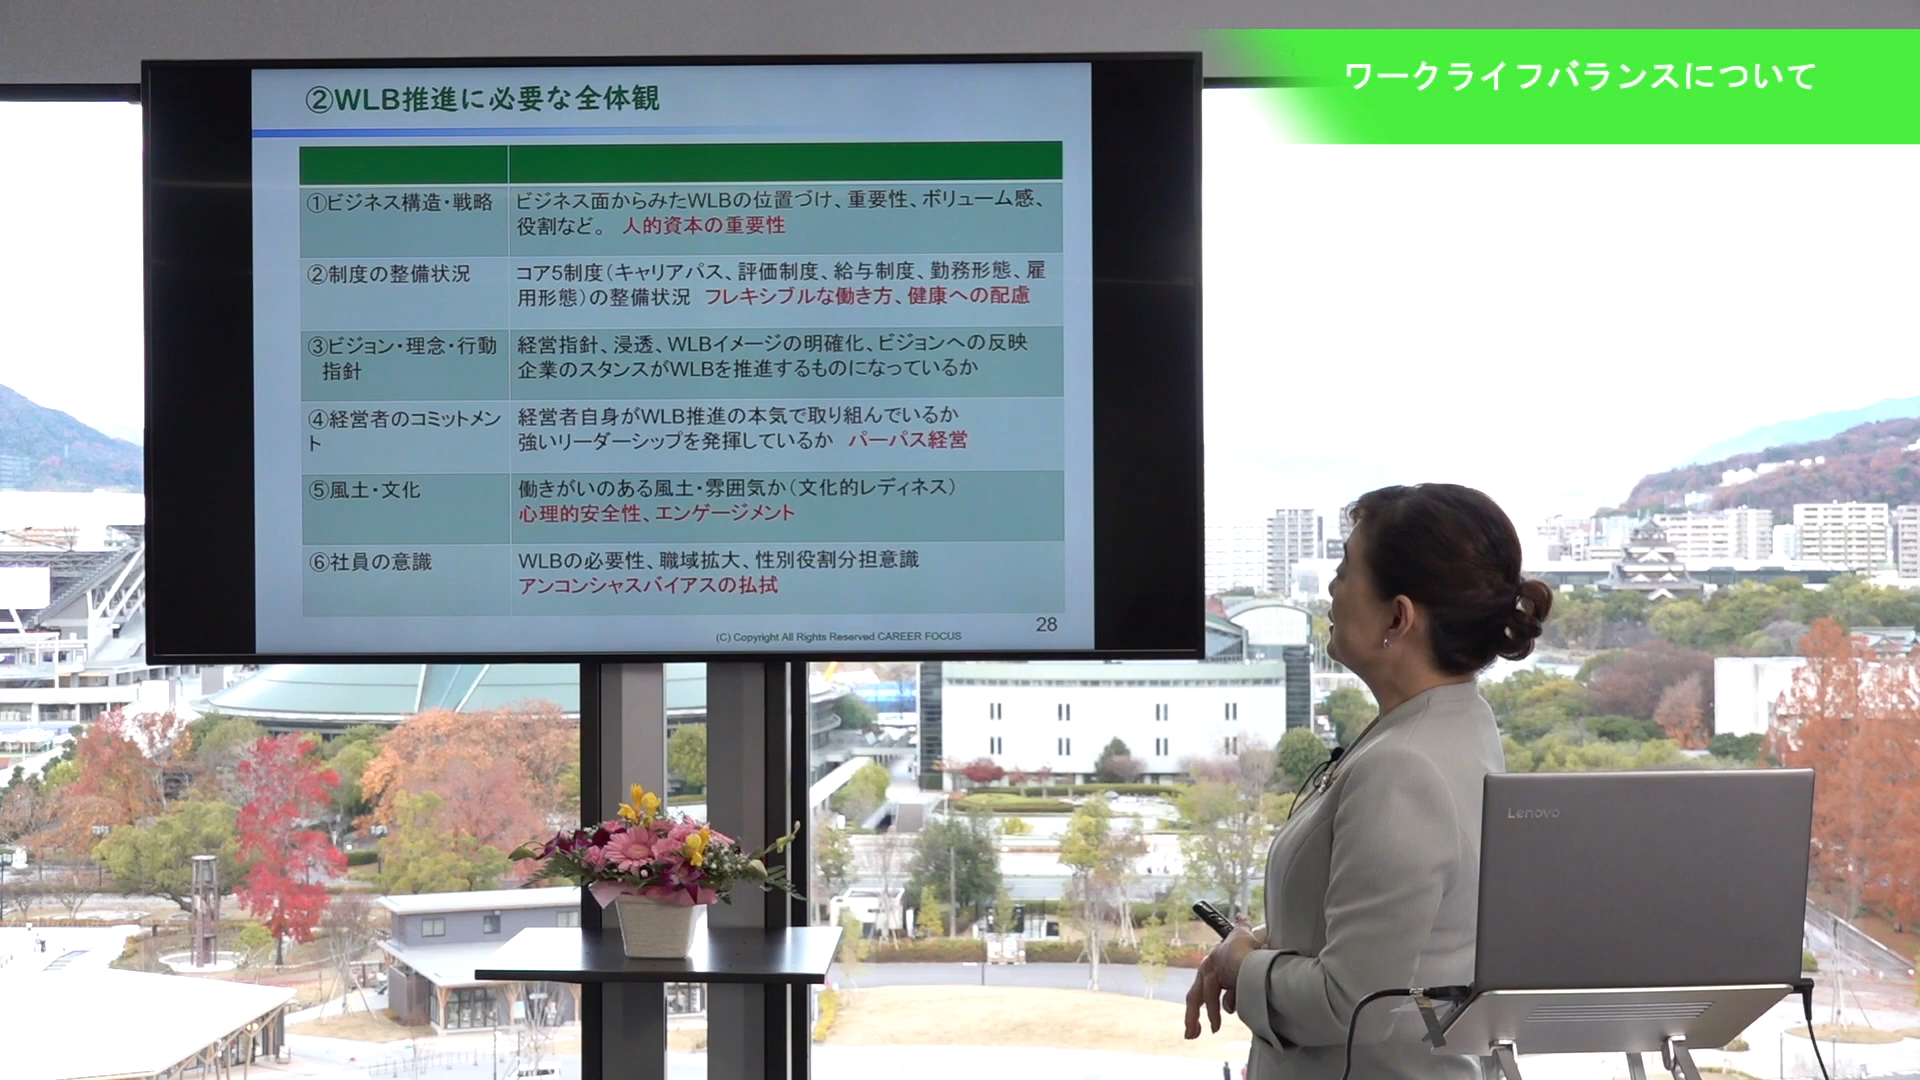 ワークライフバランスについて
②WLB推進に必要な全体観
①ビジネス構造・戦略
ビジネス面からみたWLBの位置づけ、重要性、ボリューム感、
役割など。 人的資本の重要性
②制度の整備状況
コア5制度(キャリアパス、評価制度、給与制度、勤務形態、雇
用形態)の整備状況 フレキシブルな働き方、健康への配慮
③ビジョン・理念・行動
指針
経営指針、浸透、WLBイメージの明確化、ビジョンへの反映
企業のスタンスがWLBを推進するものになっているか
④経営者のコミットメン
ト
経営者自身がWLB推進の本気で取り組んでいるか
強いリーダーシップを発揮しているか パーパス経営
⑤風土・文化
働きがいのある風土・雰囲気か(文化的レディネス)
心理的安全性、エンゲージメント
⑥社員の意識
WLBの必要性、職域拡大、性別役割分担意識
アンコンシャスバイアスの払拭
(C) Copyright All Rights Reserved CAREER FOCUS
28
Lenovo